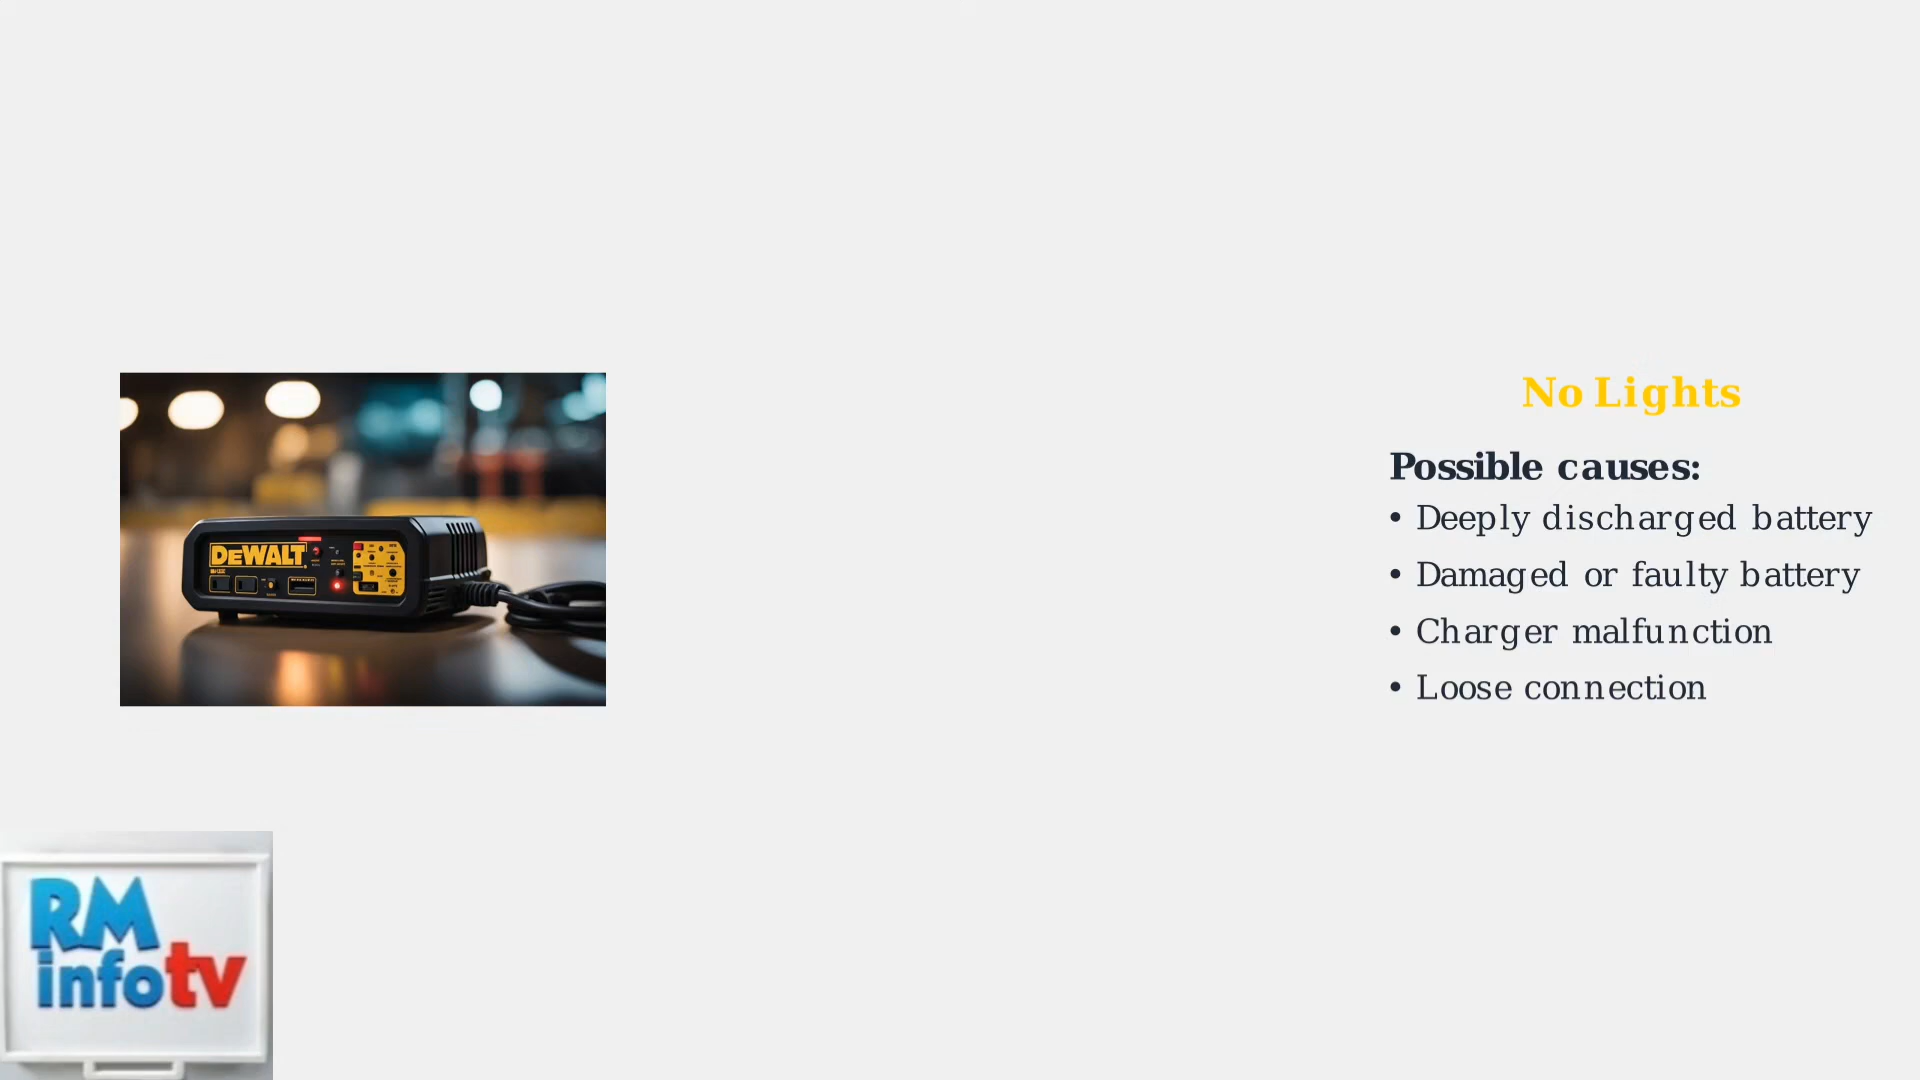 DEWALT
No Lights
Possible causes:
• Deeply discharged battery
• Damaged or faulty battery
• Charger malfunction
• Loose connection
RM
info tv